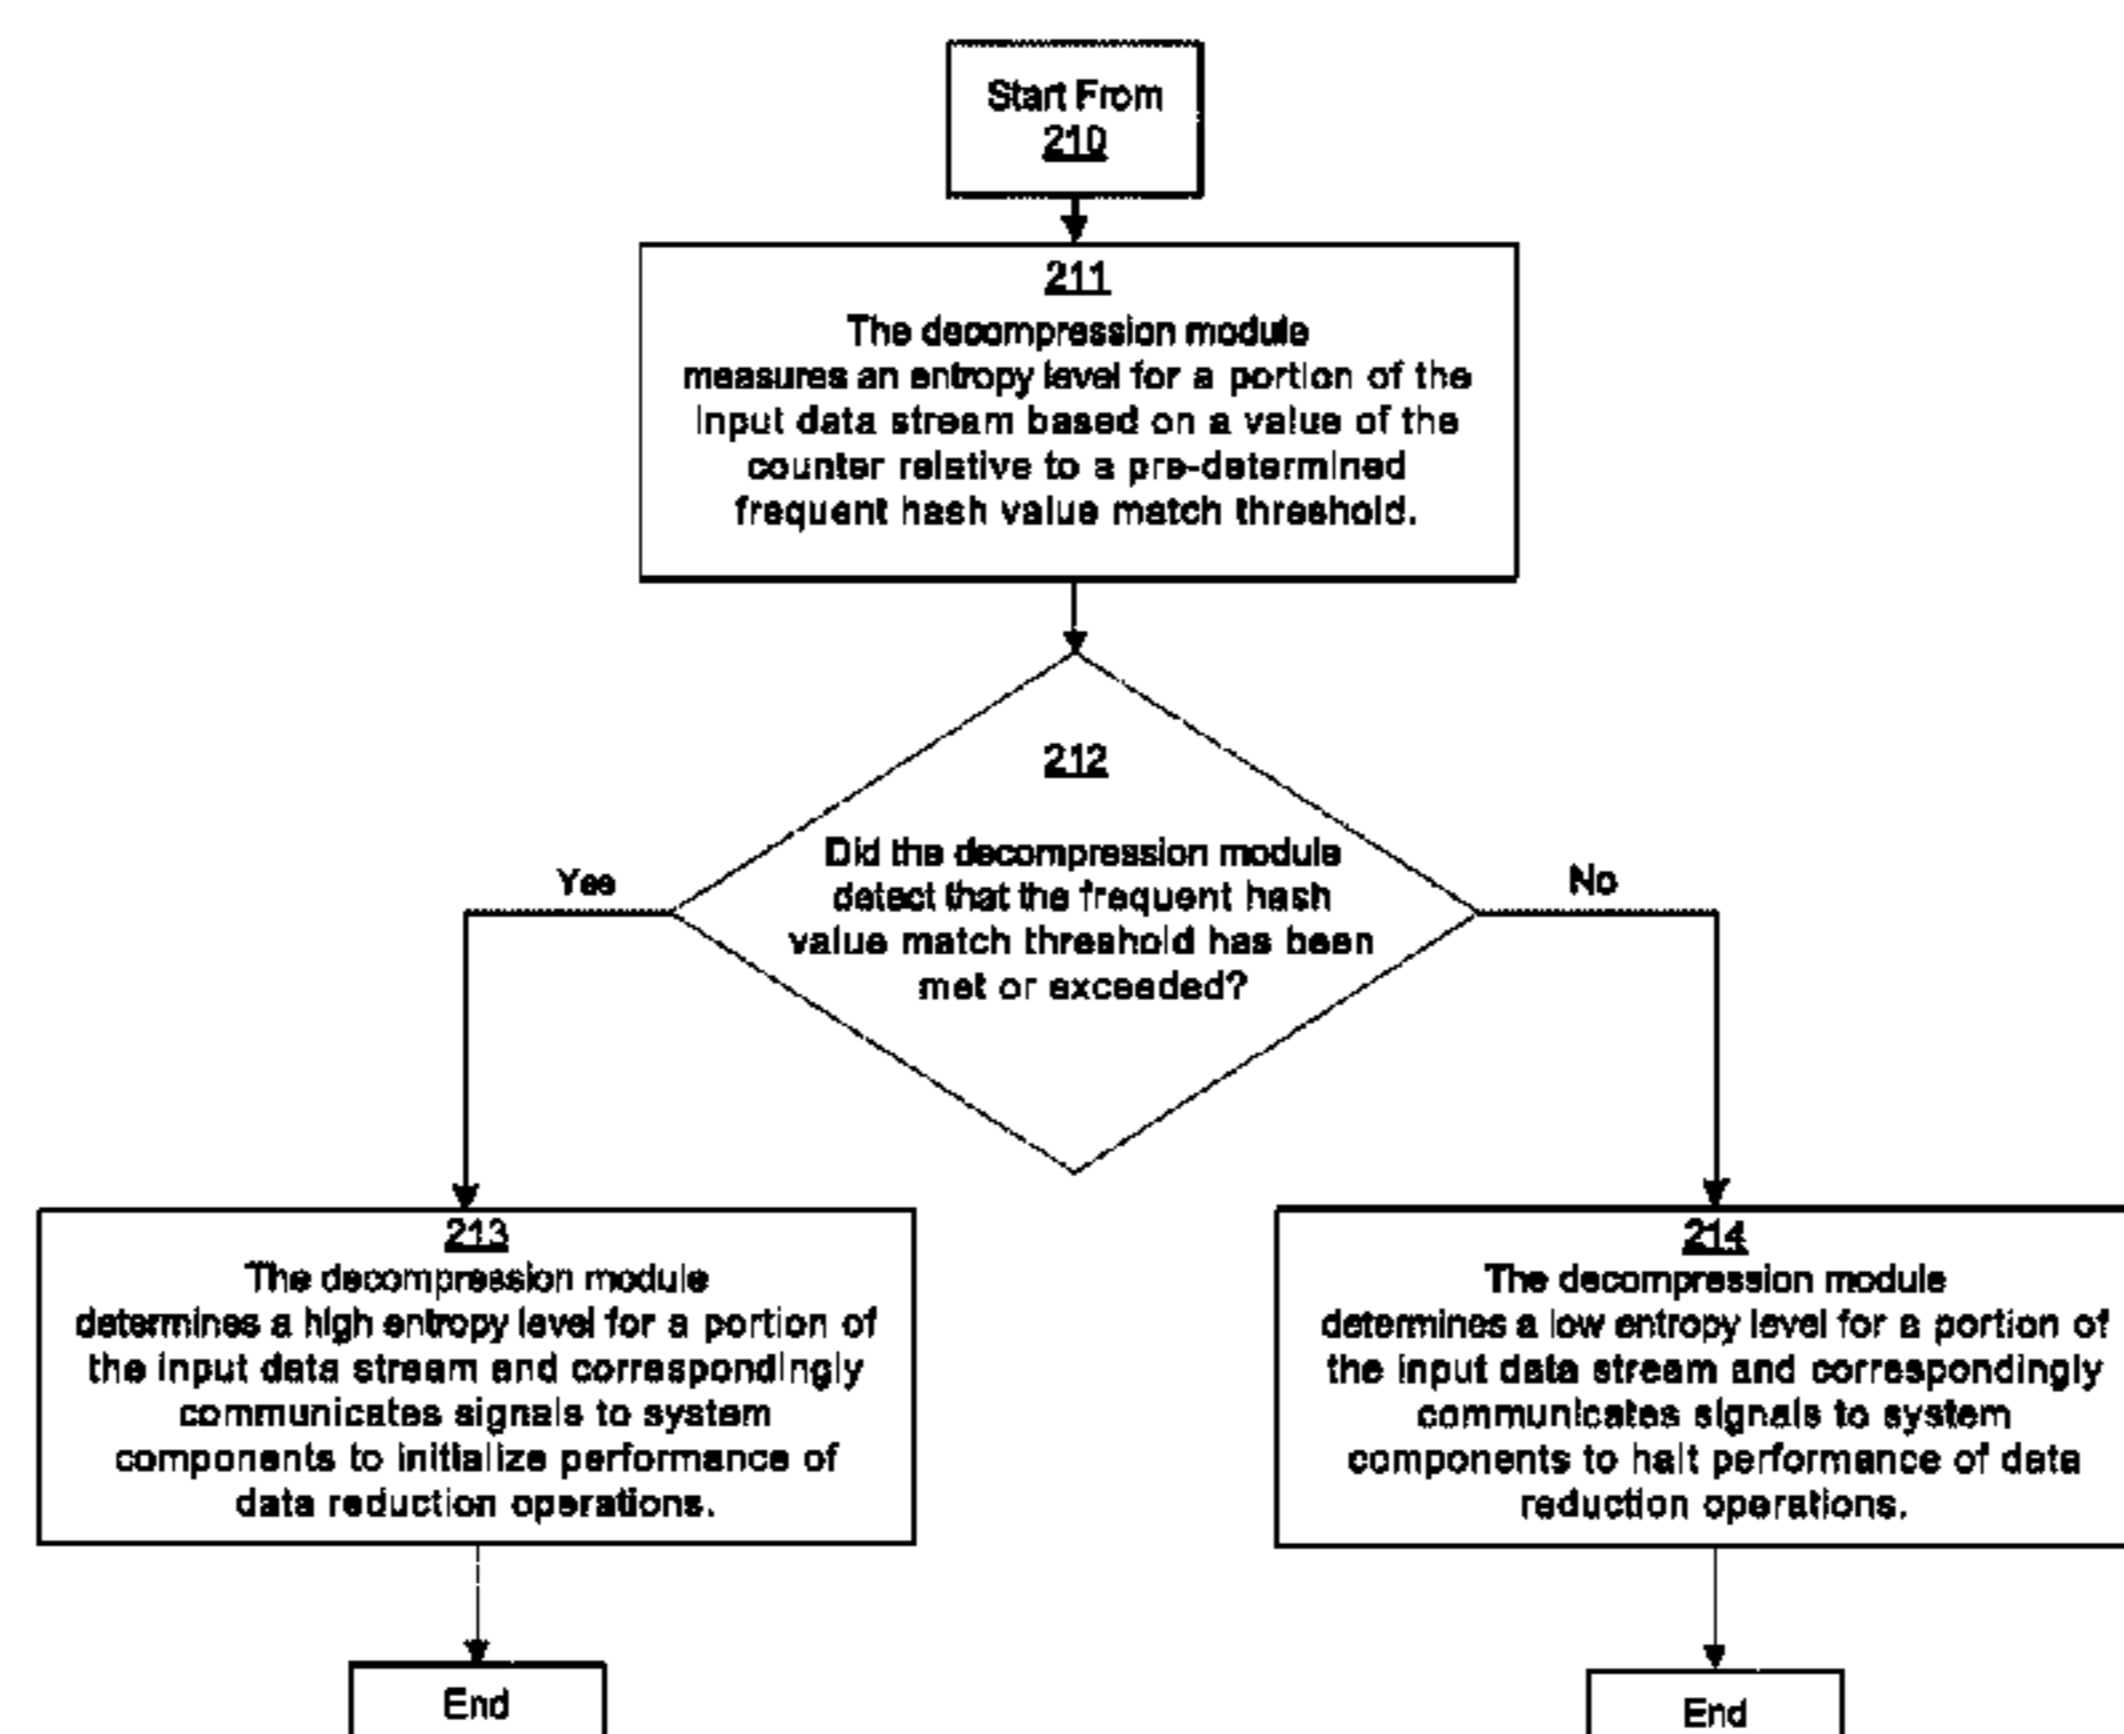 Start From
210
211
The decompression module
measures an entropy level for a portion of the
input data stream based on a value of the
counter relative to a pre-determined
frequent hash value match threshold.
212
Did the decompression module
detect that the frequent hash
value match threshold has been
met or exceeded?
Yes
No
213
The decompression module
determines a high entropy level for a portion of
the input data stream and correspondingly
communicates signals to system
components to initialize performance of
data reduction operations.
214
The decompression module
determines a low entropy level for a portion of
the input data stream and correspondingly
communicates signals to system
components to halt performance of data
reduction operations.
End
End